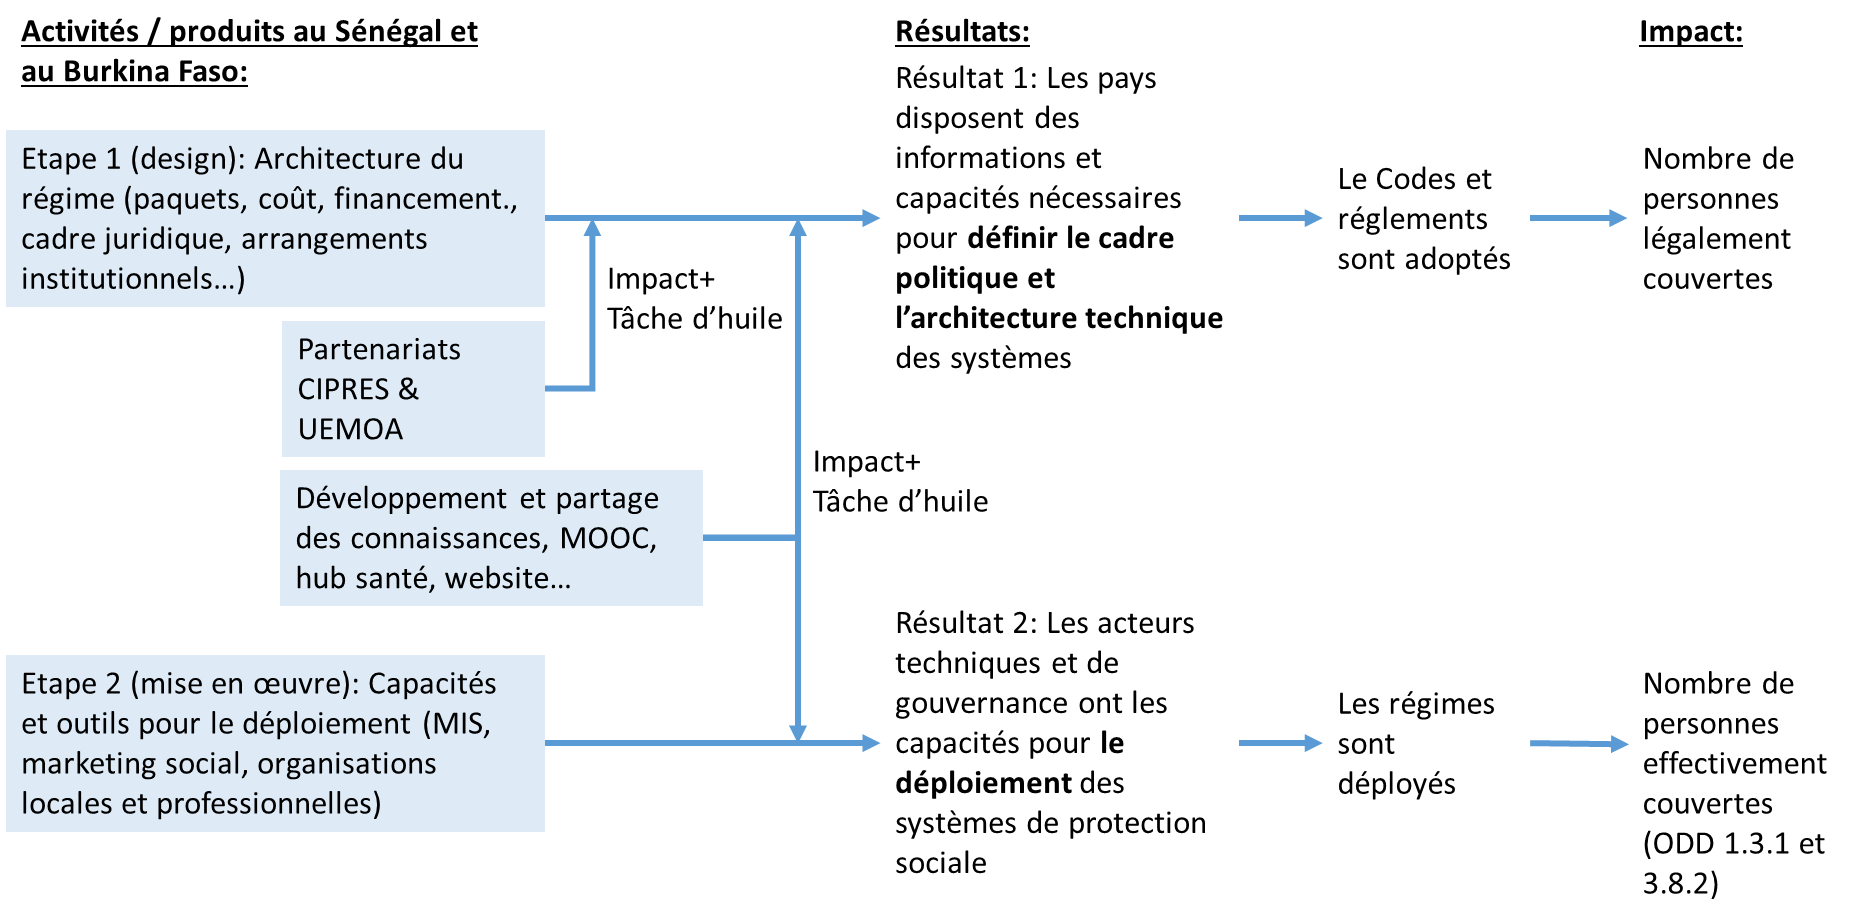 Activités / produits au Sénégal et
au Burkina Faso:
Etape 1 (design): Architecture du
régime (paquets, coût, financement.,
cadre juridique, arrangements
institutionnels…)
Partenariats
CIPRES &
UEMOA
Développement et partage
des connaissances, MOOC,
hub santé, website…
Etape 2 (mise en œuvre): Capacités
et outils pour le déploiement (MIS,
marketing social, organisations
locales et professionnelles)
Impact+
Tâche d’huile
Impact+
Tâche d’huile
Résultats:
Résultat 1: Les pays
disposent des
informations et
capacités nécessaires
pour définir le cadre
politique et
l’architecture technique
des systèmes
Résultat 2: Les acteurs
techniques et de
gouvernance ont les
capacités pour le
déploiement des
systèmes de protection
sociale
Le Codes et
réglements
sont adoptés
Les régimes
sont
déployés
Impact:
Nombre de
personnes
légalement
couvertes
Nombre de
personnes
effectivement
couvertes
(ODD 1.3.1 et
3.8.2)